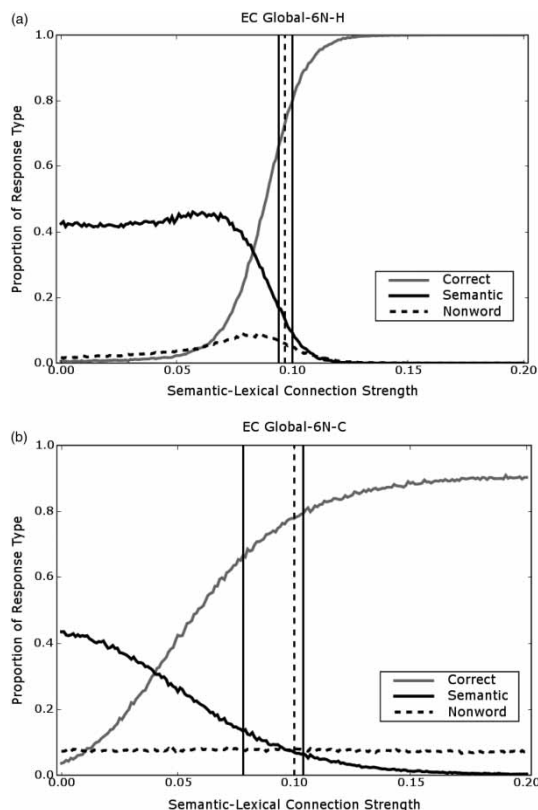 (a)
EC Global-6N-H
Proportion of Response Type
1.0
0.8
0.6
0.4
0.2
0.0
Correct
Semantic
Nonword
0.00 0.05 0.10 0.15 0.20
Semantic-Lexical Connection Strength
(b)
EC Global-6N-C
Proportion of Response Type
1.0
0.8
0.6
0.4
0.2
0.0
Correct
Semantic
Nonword
0.00 0.05 0.10 0.15 0.20
Semantic-Lexical Connection Strength